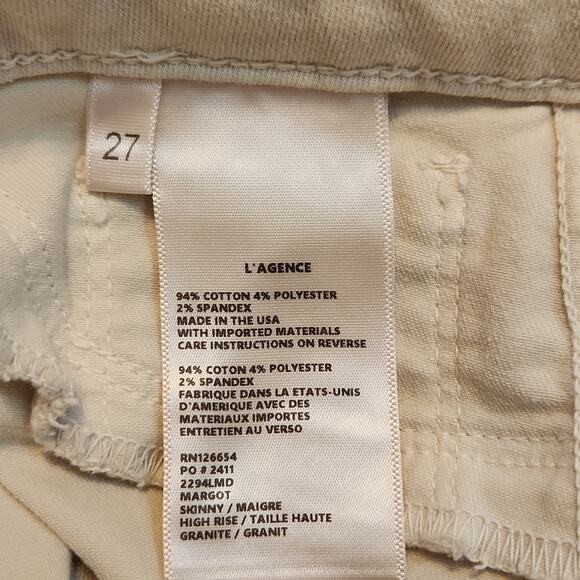 27
L'AGENCE
94% COTTON 4% POLYESTER
2% SPANDEX
MADE IN THE USA
WITH IMPORTED MATERIALS
CARE INSTRUCTIONS ON REVERSE
94% COTON 4% POLYESTER
2% SPANDEX
FABRIQUE DANS LA ETATS-UNIS
D'AMERIQUE AVEC DES
MATERIAUX IMPORTES
ENTRETIEN AU VERSO
RN126654
PO # 2411
2294LMD
MARGOT
SKINNY / MAIGRE
HIGH RISE / TAILLE HAUTE
GRANITE / GRANIT